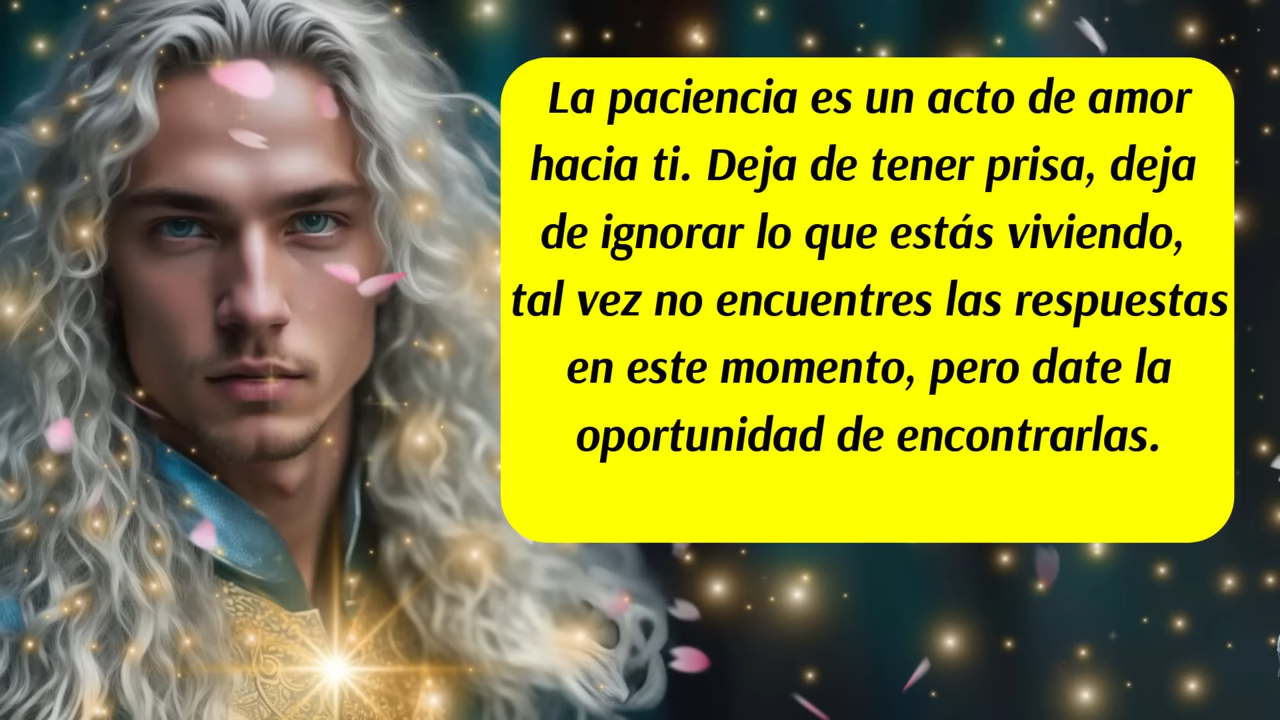 La paciencia es un acto de amor
hacia ti. Deja de tener prisa, deja
de ignorar lo que estás viviendo,
tal vez no encuentres las respuestas
en este momento, pero date la
oportunidad de encontrarlas.